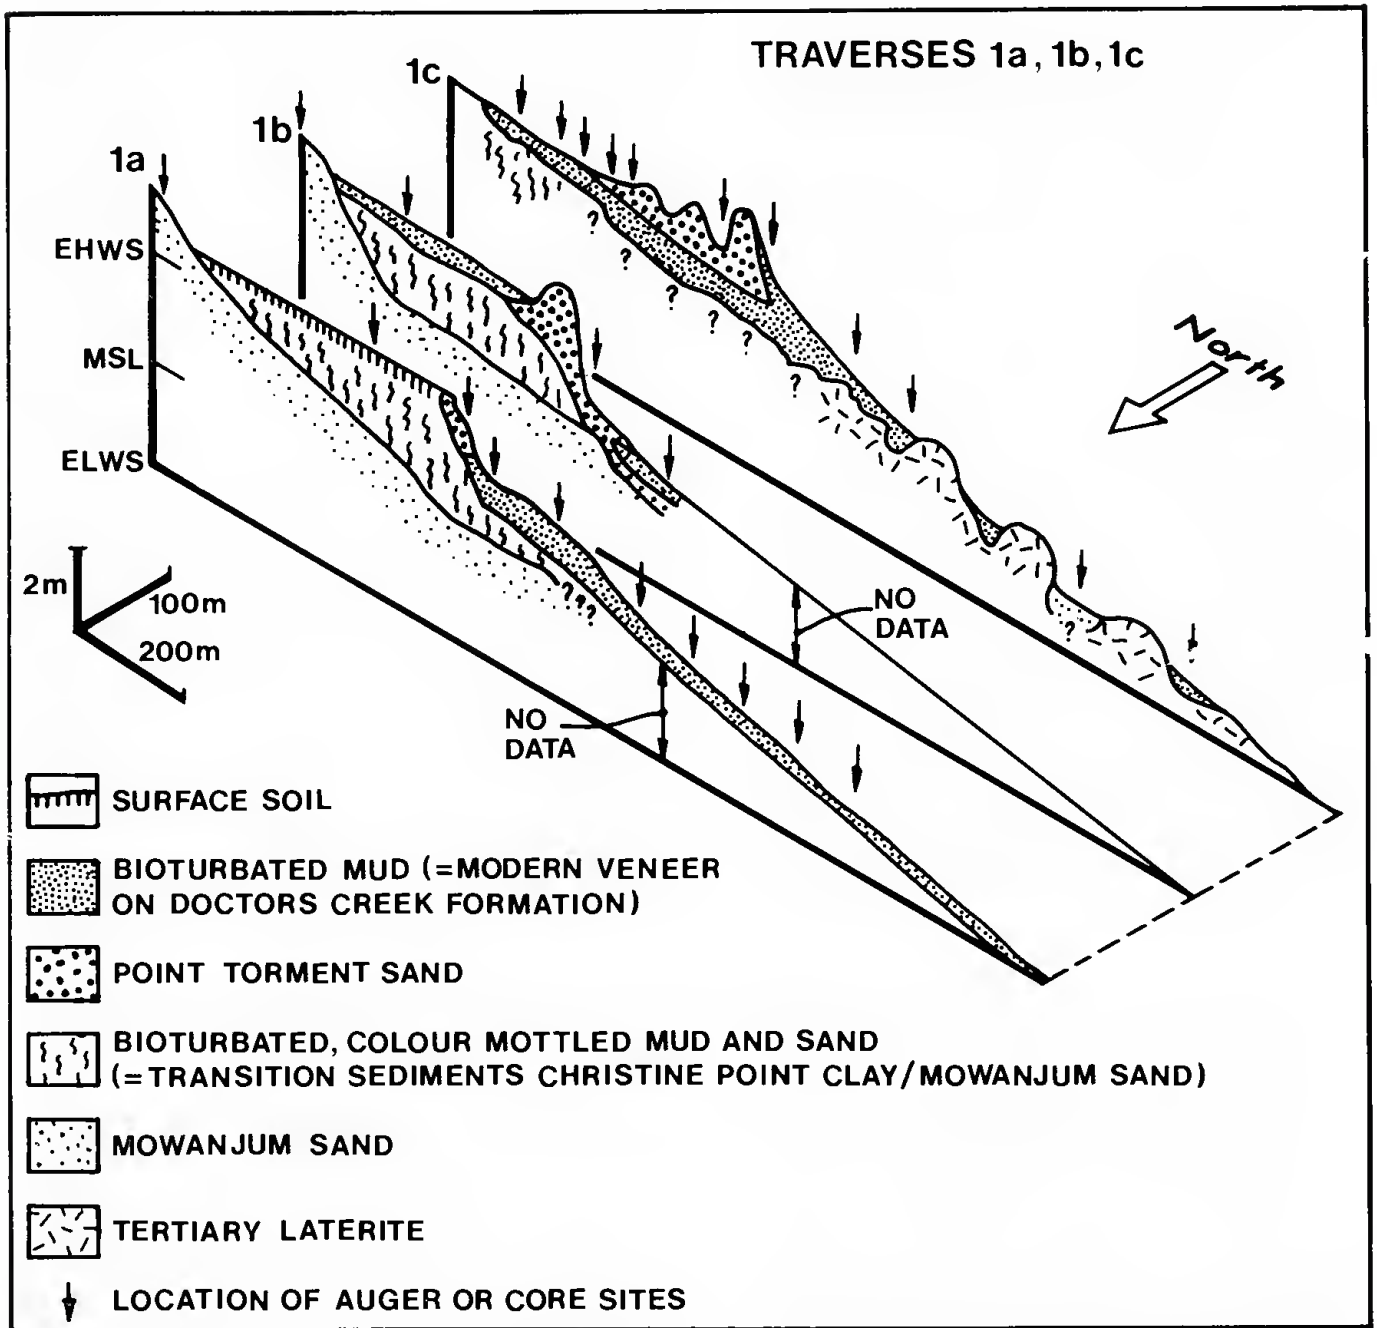 TRAVERSES 1a, 1b, 1c
1c
1b
1a
EHWS
MSL
ELWS
North
2m
100m
200m
NO
DATA
NO
DATA
?
?
?
?
?
?
?
?
?
?
?
?
SURFACE SOIL
BIOTURBATED MUD (=MODERN VENEER
ON DOCTORS CREEK FORMATION)
POINT TORMENT SAND
BIOTURBATED, COLOUR MOTTLED MUD AND SAND
(=TRANSITION SEDIMENTS CHRISTINE POINT CLAY/MOWANJUM SAND)
MOWANJUM SAND
TERTIARY LATERITE
LOCATION OF AUGER OR CORE SITES